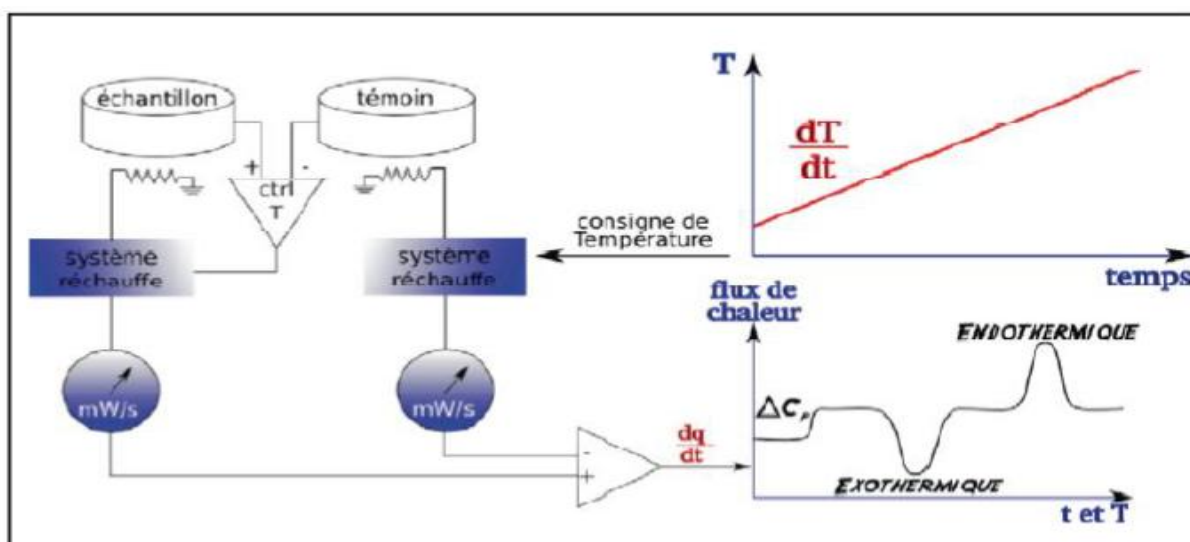 échantillon
témoin
+
-
ctrl
T
système
réchauffe
système
réchauffe
consigne de
Température
mW/s
mW/s
-
+
dq
dt
T
dT
dt
temps
flux de
chaleur
ENDOTHERMIQUE
ΔCₚ
EXOTHERMIQUE
t et T